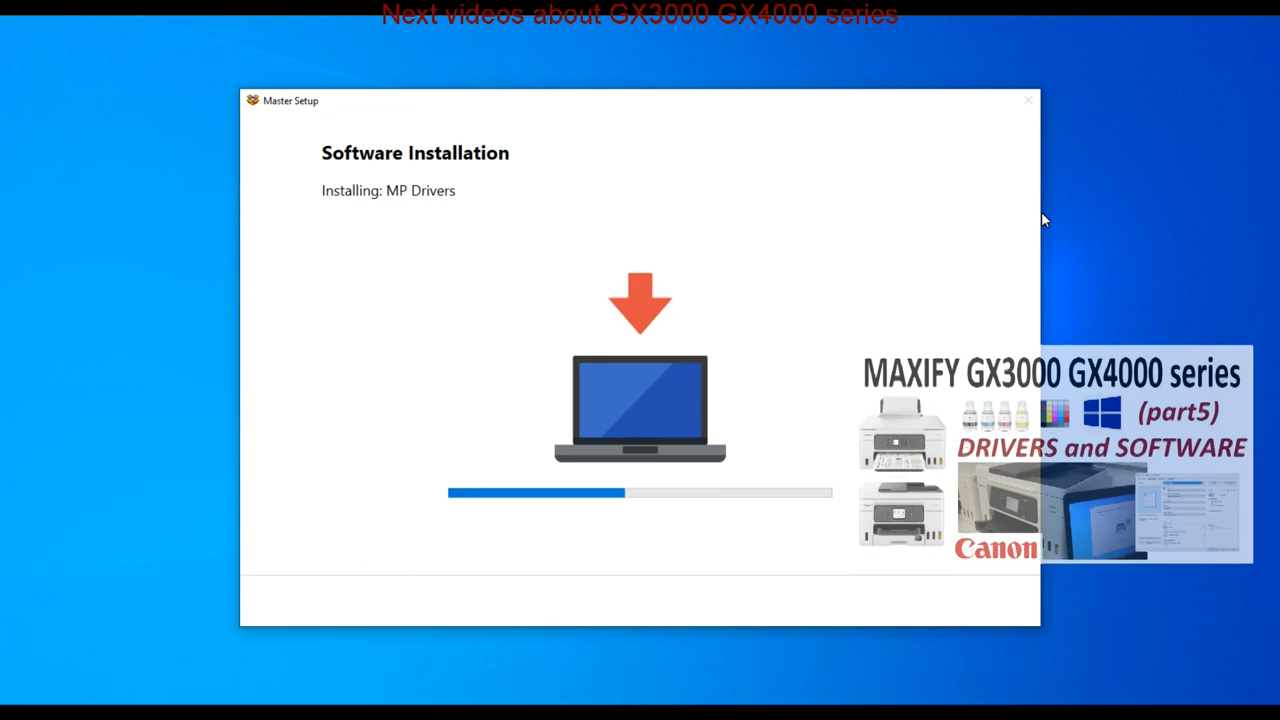 Next videos about GX3000 GX4000 series
Master Setup
Software Installation
Installing: MP Drivers
MAXIFY GX3000 GX4000 series
(part5)
DRIVERS and SOFTWARE
Canon